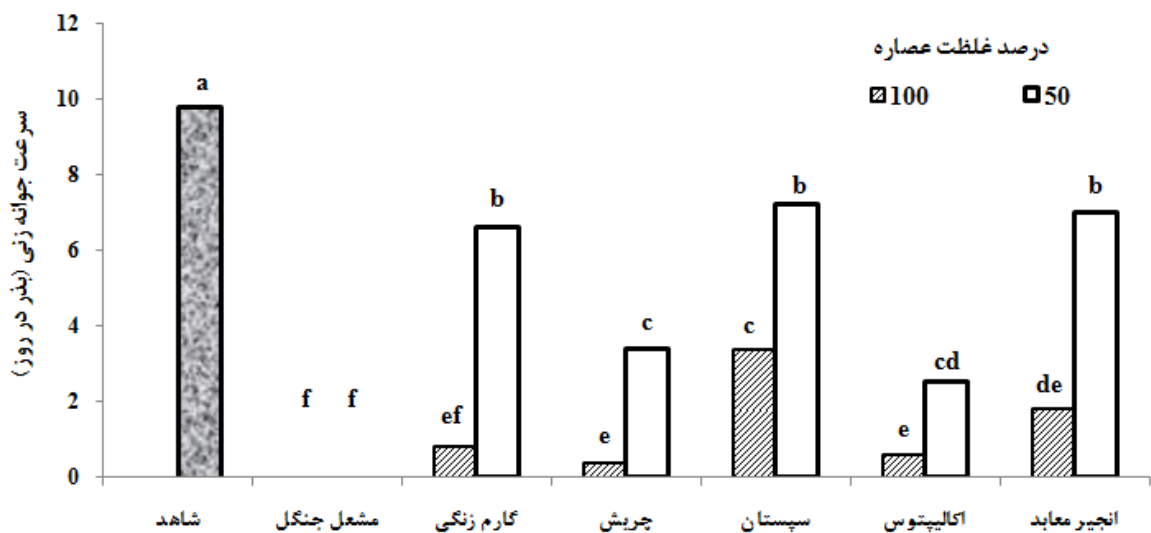 سرعت جوانه زنی (بذر در روز)
12
10
8
6
4
2
0
درصد غلظت عصاره
100 50
a
f f
ef b
e c
c b
e cd
de b
شاهد مشعل جنگل گارم زنگی چریش سپستان اکالیپتوس انجیر معابد